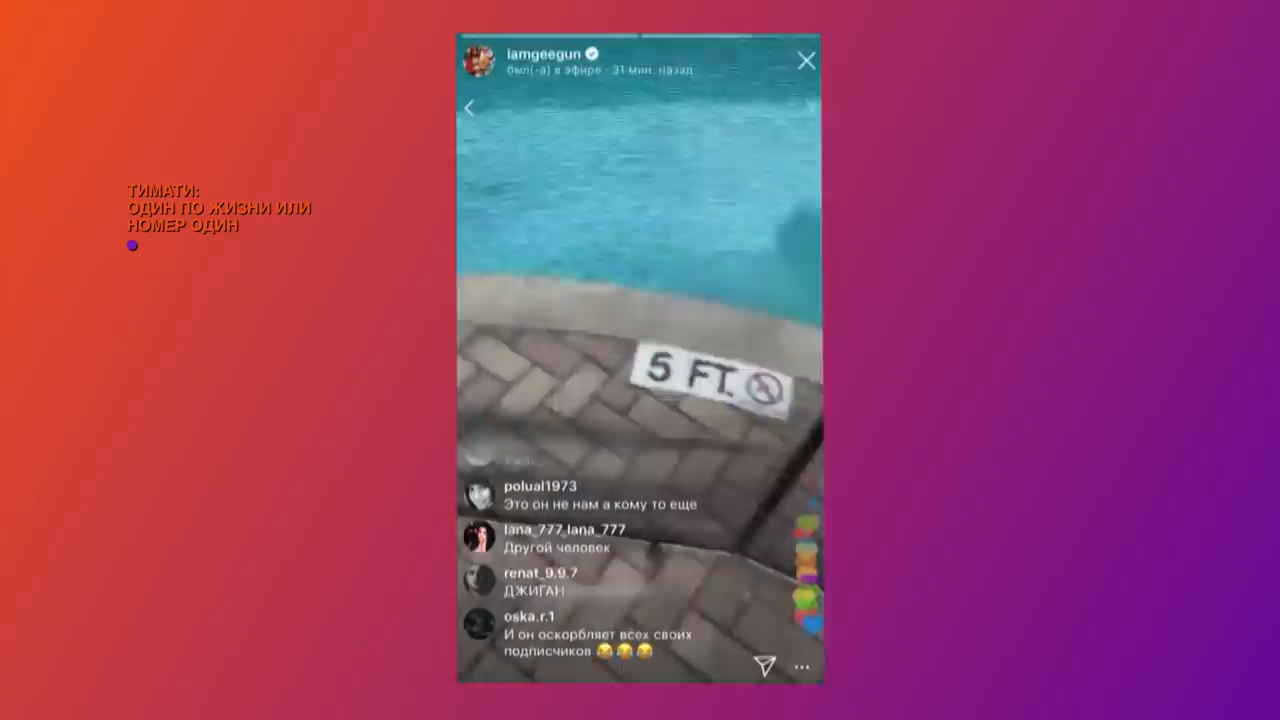 iamgeegun
был(-а) в эфире · 31 мин. назад
ТИМАТИ:
ОДИН ПО ЖИЗНИ ИЛИ
НОМЕР ОДИН
5 FT.
polual1973
Это он не нам а кому то еще
lana_777_lana_777
Другой человек
renat_9.9.7
ДЖИГАН
oska.r.1
И он оскорбляет всех своих
подписчиков 😂😂😂